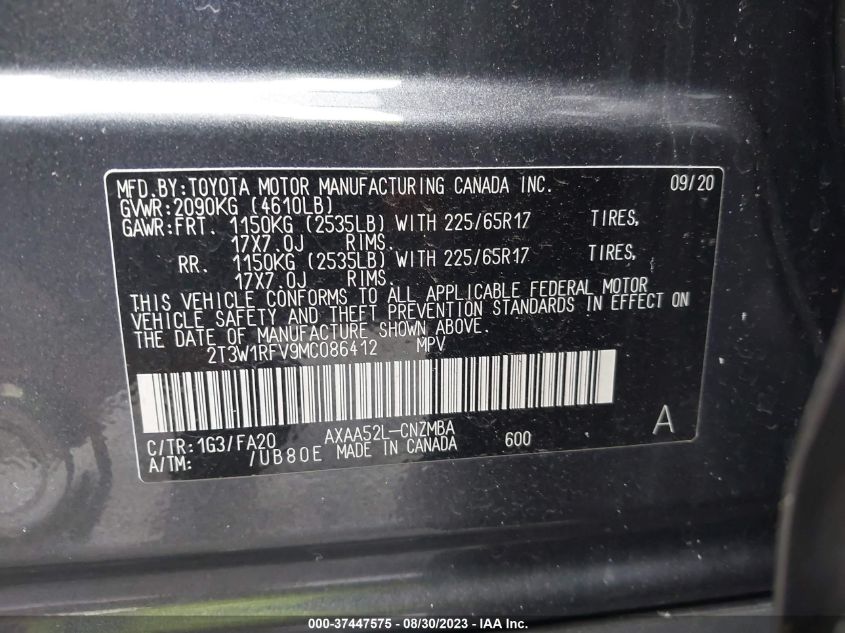 MFD.BY:TOYOTA MOTOR MANUFACTURING CANADA INC. 09/20
GVWR:2090KG (4610LB)
GAWR:FRT. 1150KG (2535LB) WITH 225/65R17 TIRES,
17X7.0J RIMS.
RR. 1150KG (2535LB) WITH 225/65R17 TIRES,
17X7.0J RIMS.
THIS VEHICLE CONFORMS TO ALL APPLICABLE FEDERAL MOTOR
VEHICLE SAFETY AND THEFT PREVENTION STANDARDS IN EFFECT ON
THE DATE OF MANUFACTURE SHOWN ABOVE.
2T3W1RFV9MC086412 MPV
C/TR:1G3/FA20 AXAA52L-CNZMBA 600 A
A/TM: /UB80E MADE IN CANADA
000-37447575 - 08/30/2023 - IAAI.COM